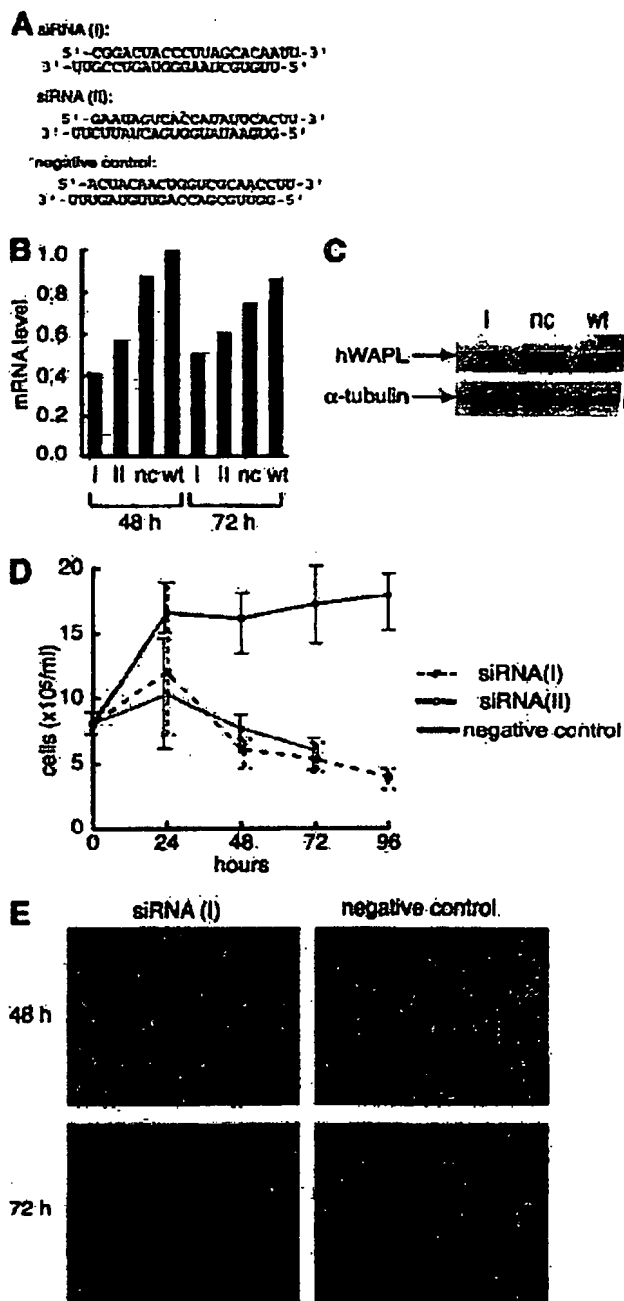 A siRNA (I):
5'-CGGACUACCCUUAGCACAAUU-3'
3'-UUGCCUGAUGGGAAUCGUGUU-5'
siRNA (II):
5'-GAAUAGUCACCAUAUUCACUU-3'
3'-UUCUUAUCAGUGGUAUAAGUG-5'
negative control:
5'-ACUACAACUGGUCGCAACCUU-3'
3'-UUUGAUGUUGACCAGCGUUGG-5'
B
mRNA level
1.0
0.8
0.6
0.4
0.2
0.0
I II nc wt I II nc wt
48 h 72 h
C
I nc wt
hWAPL
α-tubulin
D
cells (x10⁵/ml)
20
15
10
5
0
0 24 48 72 96
hours
siRNA(I)
siRNA(II)
negative control
E
siRNA (I) negative control
48 h
72 h